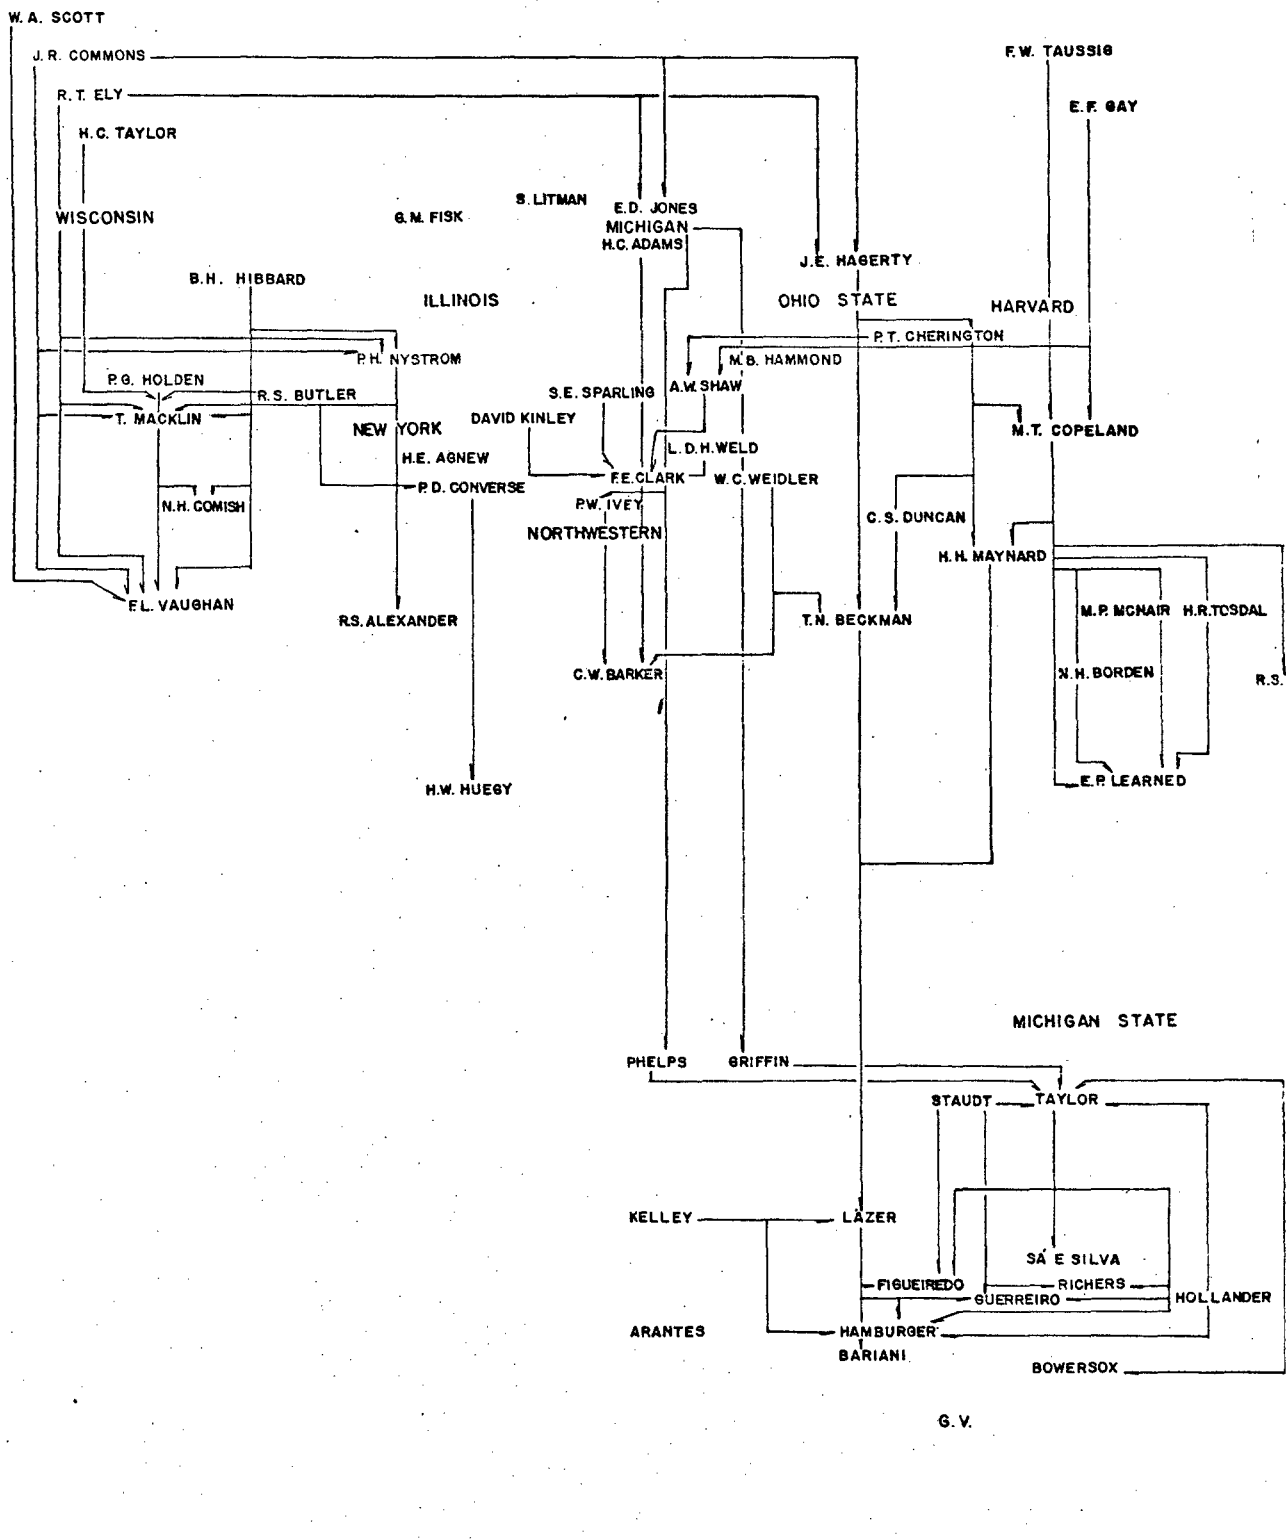 W. A. SCOTT
J. R. COMMONS
F. W. TAUSSIG
R. T. ELY
E. F. GAY
H. C. TAYLOR
S. LITMAN
E. D. JONES
WISCONSIN
G. M. FISK
MICHIGAN
H. C. ADAMS
J. E. HAGERTY
B. H. HIBBARD
ILLINOIS
OHIO STATE
HARVARD
P. T. CHERINGTON
P. H. NYSTROM
M. B. HAMMOND
P. G. HOLDEN
A. W. SHAW
R. S. BUTLER
S. E. SPARLING
T. MACKLIN
DAVID KINLEY
NEW YORK
M. T. COPELAND
L. D. H. WELD
H. E. AGNEW
F. E. CLARK
W. C. WEIDLER
P. D. CONVERSE
N. H. COMISH
P. W. IVEY
C. S. DUNCAN
NORTHWESTERN
H. H. MAYNARD
F. L. VAUGHAN
M. P. MCNAIR
H. R. TOSDAL
R. S. ALEXANDER
T. N. BECKMAN
C. W. BARKER
N. H. BORDEN
R. S.
E. P. LEARNED
H. W. HUEGY
MICHIGAN STATE
PHELPS
GRIFFIN
STAUDT
TAYLOR
KELLEY
LAZER
SÁ E SILVA
FIGUEIREDO
RICHERS
GUERREIRO
HOLLANDER
ARANTES
HAMBURGER
BARIANI
BOWERSOX
G. V.